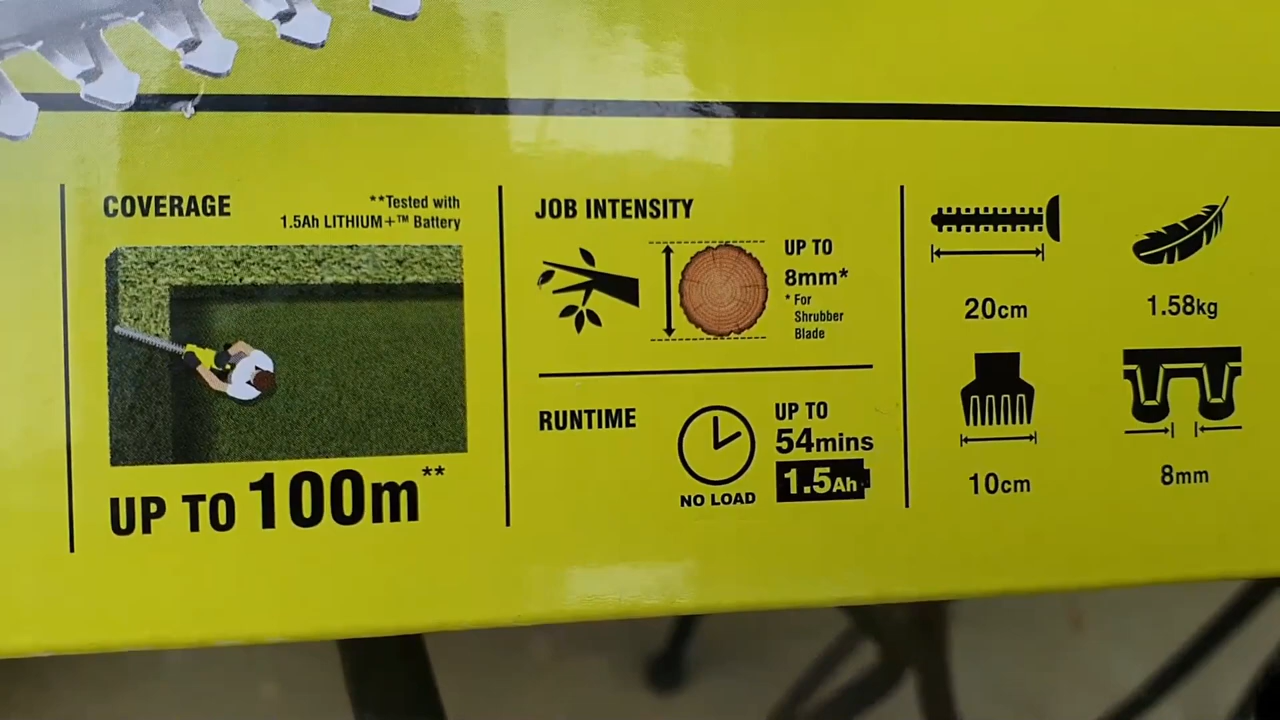 COVERAGE
**Tested with
1.5Ah LITHIUM+™ Battery
UP TO 100m**
JOB INTENSITY
UP TO
8mm*
* For
Shrubber
Blade
RUNTIME
UP TO
54mins
1.5Ah
NO LOAD
20cm
1.58kg
10cm
8mm